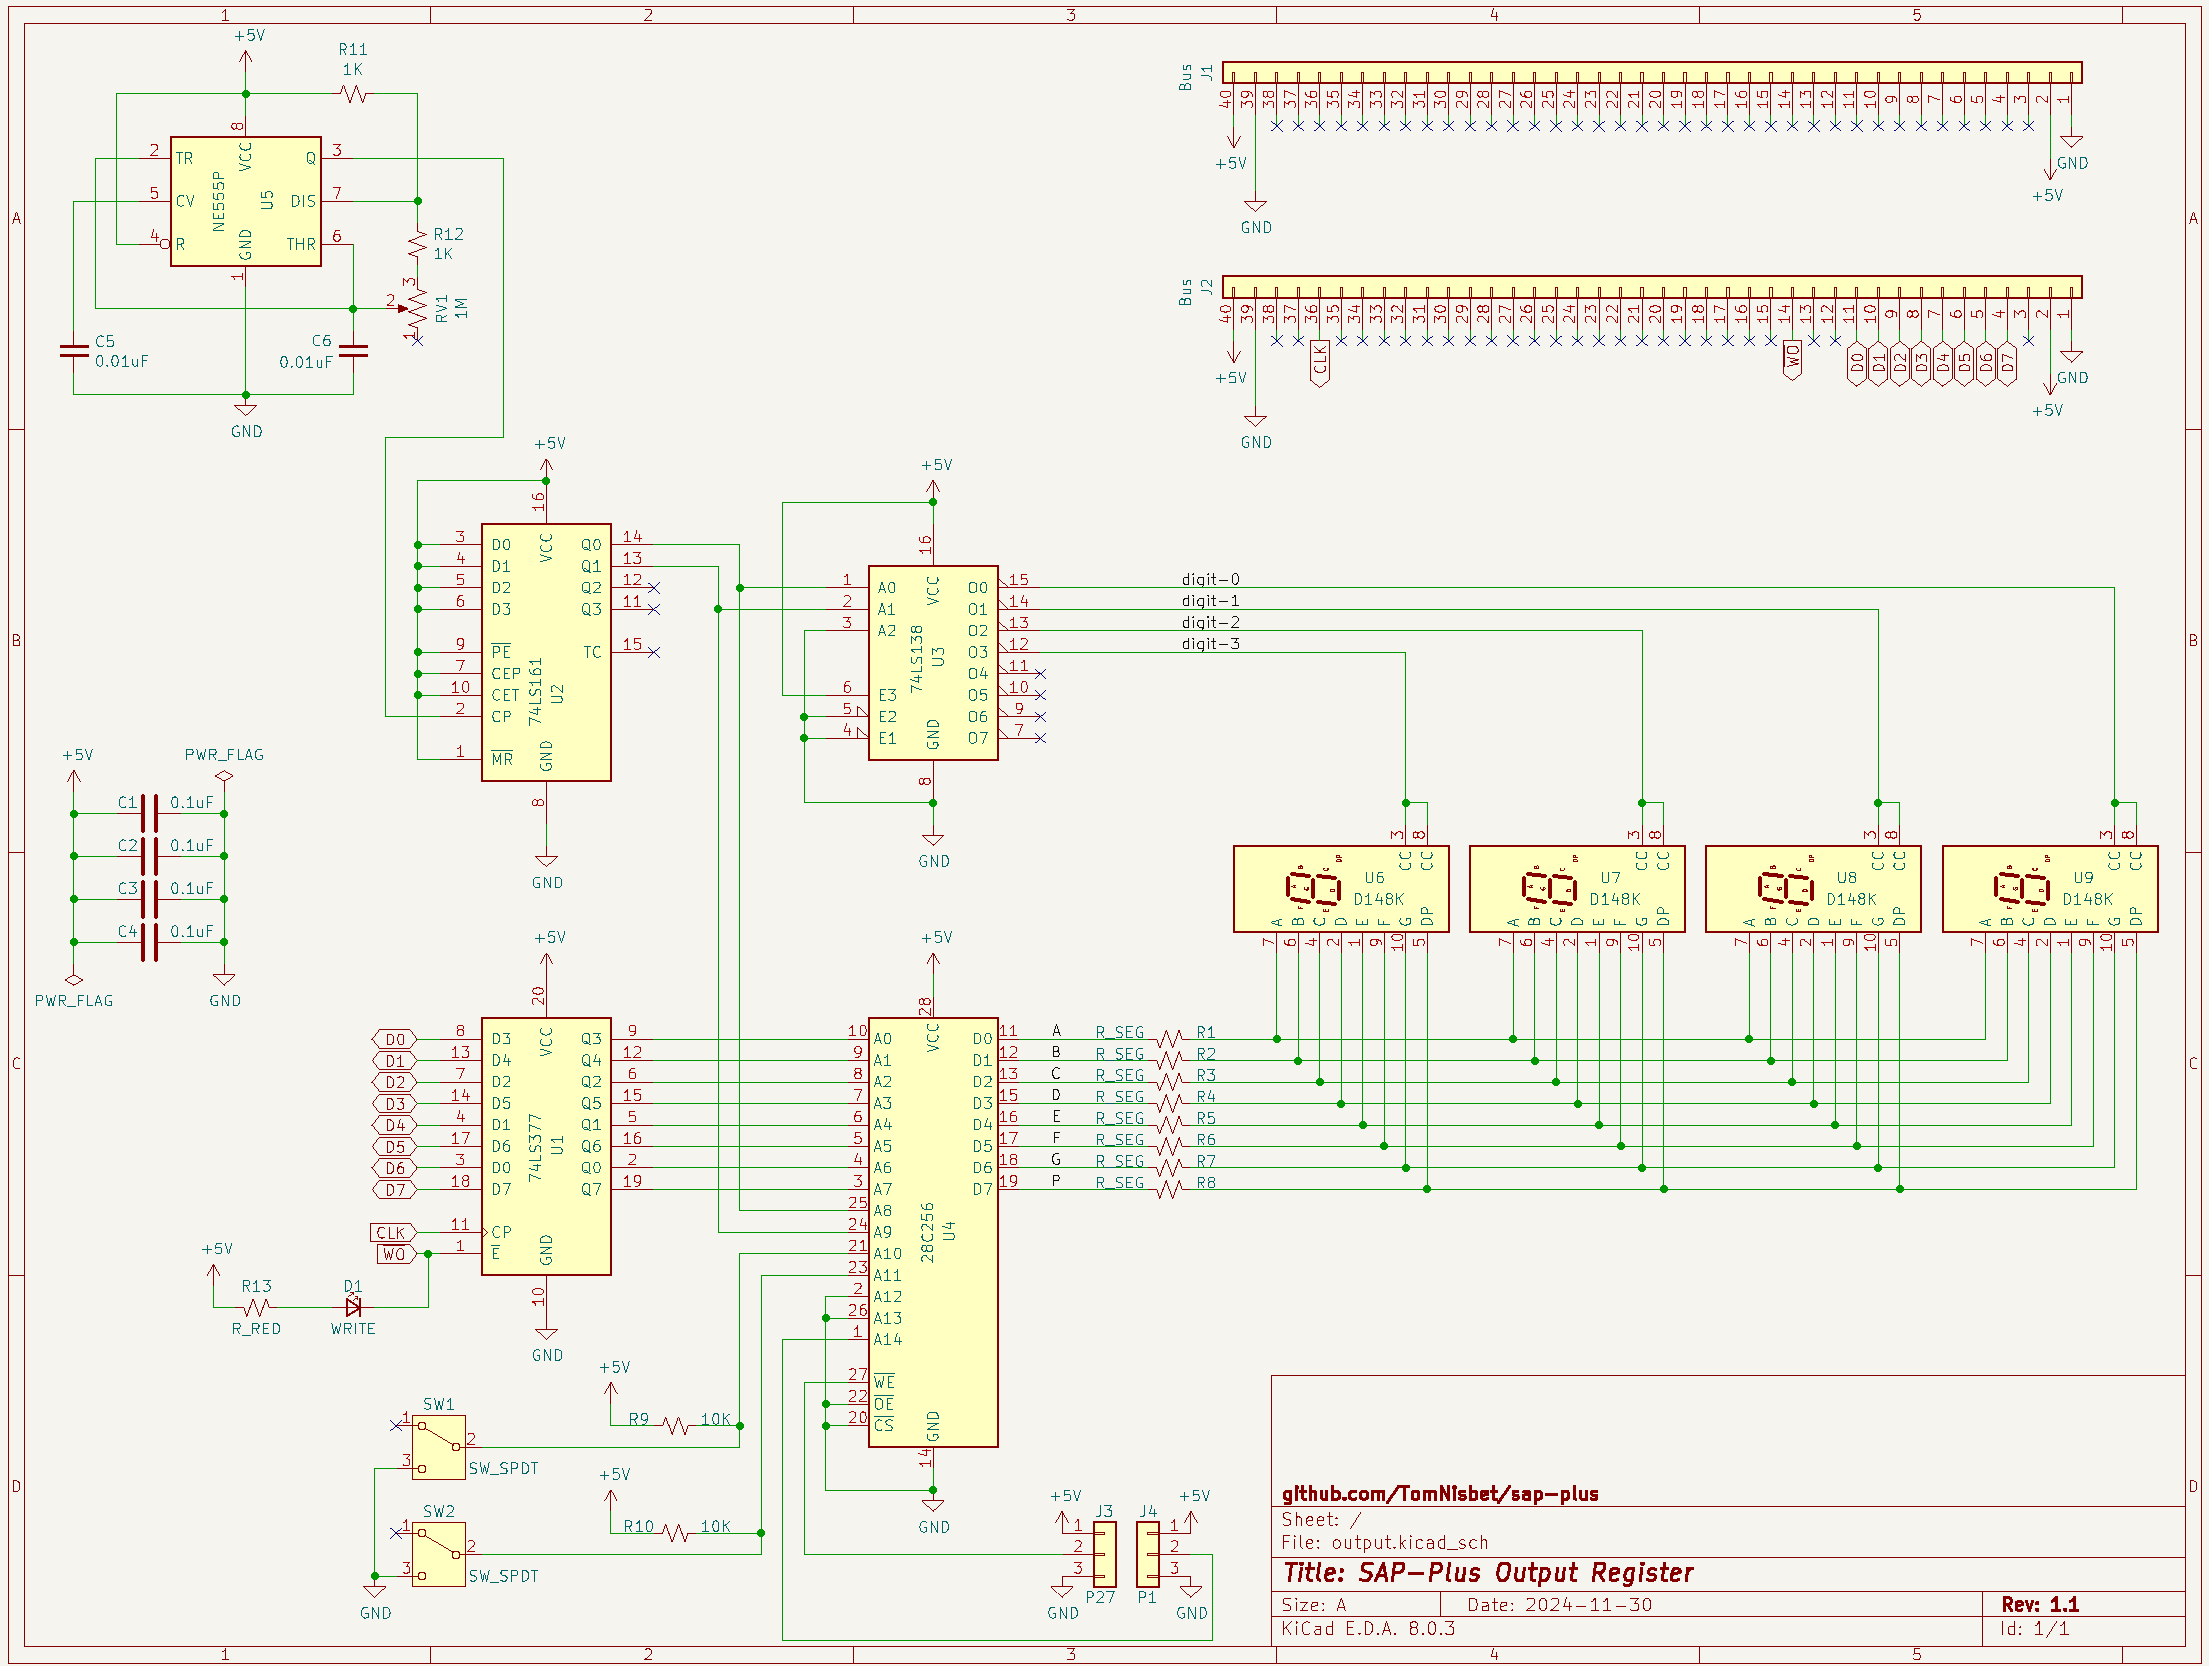 1 2 3 4 5
+5V
R11
1K
8
2 TR VCC Q 3
5 CV NE555P U5 DIS 7
4 R GND THR 6
1
R12
1K
3
2 RV1 1M
1
C5
0.01uF
C6
0.01uF
GND
Bus J1
40 39 38 37 36 35 34 33 32 31 30 29 28 27 26 25 24 23 22 21 20 19 18 17 16 15 14 13 12 11 10 9 8 7 6 5 4 3 2 1
+5V
GND
GND
+5V
A A
Bus J2
40 39 38 37 36 35 34 33 32 31 30 29 28 27 26 25 24 23 22 21 20 19 18 17 16 15 14 13 12 11 10 9 8 7 6 5 4 3 2 1
CLK WO D0 D1 D2 D3 D4 D5 D6 D7
+5V
GND
GND
+5V
+5V
16
3 D0 VCC Q0 14
4 D1 Q1 13
5 D2 Q2 12
6 D3 Q3 11
9 PE TC 15
7 CEP
10 CET
2 CP
1 MR GND
74LS161 U2
8
GND
+5V
16
1 A0 VCC O0 15
2 A1 O1 14
3 A2 O2 13
O3 12
O4 11
6 E3 O5 10
5 E2 O6 9
4 E1 GND O7 7
74LS138 U3
8
GND
digit-0
digit-1
digit-2
digit-3
B B
+5V PWR_FLAG
C1 0.1uF
C2 0.1uF
C3 0.1uF
C4 0.1uF
PWR_FLAG GND
3 8 3 8 3 8 3 8
CC CC CC CC CC CC CC CC
U6 U7 U8 U9
D148K D148K D148K D148K
A B C D E F G DP A B C D E F G DP A B C D E F G DP A B C D E F G DP
7 6 4 2 1 9 10 5 7 6 4 2 1 9 10 5 7 6 4 2 1 9 10 5 7 6 4 2 1 9 10 5
+5V
20
VCC
D0 8 D3 Q3 9
D1 13 D4 Q4 12
D2 7 D2 Q2 6
D3 14 D5 Q5 15
D4 4 D1 Q1 5
D5 17 D6 Q6 16
D6 3 D0 Q0 2
D7 18 D7 Q7 19
CLK 11 CP
WO 1 E GND
74LS377 U1
10
GND
+5V
28
VCC
10 A0 D0 11 A R_SEG R1
9 A1 D1 12 B R_SEG R2
8 A2 D2 13 C R_SEG R3
7 A3 D3 15 D R_SEG R4
6 A4 D4 16 E R_SEG R5
5 A5 D5 17 F R_SEG R6
4 A6 D6 18 G R_SEG R7
3 A7 D7 19 P R_SEG R8
25 A8
24 A9
21 A10
23 A11
2 A12
26 A13
1 A14
27 WE
22 OE
20 CS
28C256 U4
GND
14
GND
C C
+5V
R13
R_RED
D1
WRITE
+5V
R9 10K
SW1
1
2
3
SW_SPDT
+5V
R10 10K
SW2
1
2
3
SW_SPDT
GND
+5V +5V
J3 J4
1 1
2 2
3 3
P27 P1
GND GND
D D
github.com/TomNisbet/sap-plus
Sheet: /
File: output.kicad_sch
Title: SAP-Plus Output Register
Size: A Date: 2024-11-30 Rev: 1.1
KiCad E.D.A. 8.0.3 Id: 1/1
1 2 3 4 5